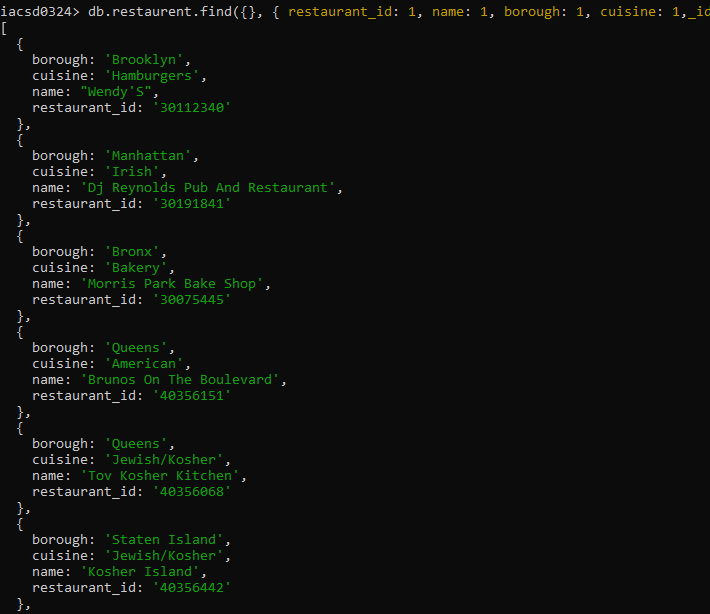 iacsd0324> db.restaurent.find({}, { restaurant_id: 1, name: 1, borough: 1, cuisine: 1,_id
[
  {
    borough: 'Brooklyn',
    cuisine: 'Hamburgers',
    name: "Wendy'S",
    restaurant_id: '30112340'
  },
  {
    borough: 'Manhattan',
    cuisine: 'Irish',
    name: 'Dj Reynolds Pub And Restaurant',
    restaurant_id: '30191841'
  },
  {
    borough: 'Bronx',
    cuisine: 'Bakery',
    name: 'Morris Park Bake Shop',
    restaurant_id: '30075445'
  },
  {
    borough: 'Queens',
    cuisine: 'American',
    name: 'Brunos On The Boulevard',
    restaurant_id: '40356151'
  },
  {
    borough: 'Queens',
    cuisine: 'Jewish/Kosher',
    name: 'Tov Kosher Kitchen',
    restaurant_id: '40356068'
  },
  {
    borough: 'Staten Island',
    cuisine: 'Jewish/Kosher',
    name: 'Kosher Island',
    restaurant_id: '40356442'
  },